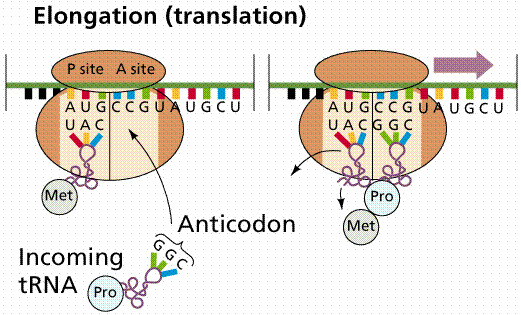 Elongation (translation)
P site A site
A U G C C G U A U G C U
U A C
Met
Anticodon
G G C
Incoming
tRNA
Pro
A U G C C G U A U G C U
U A C G G C
Pro
Met